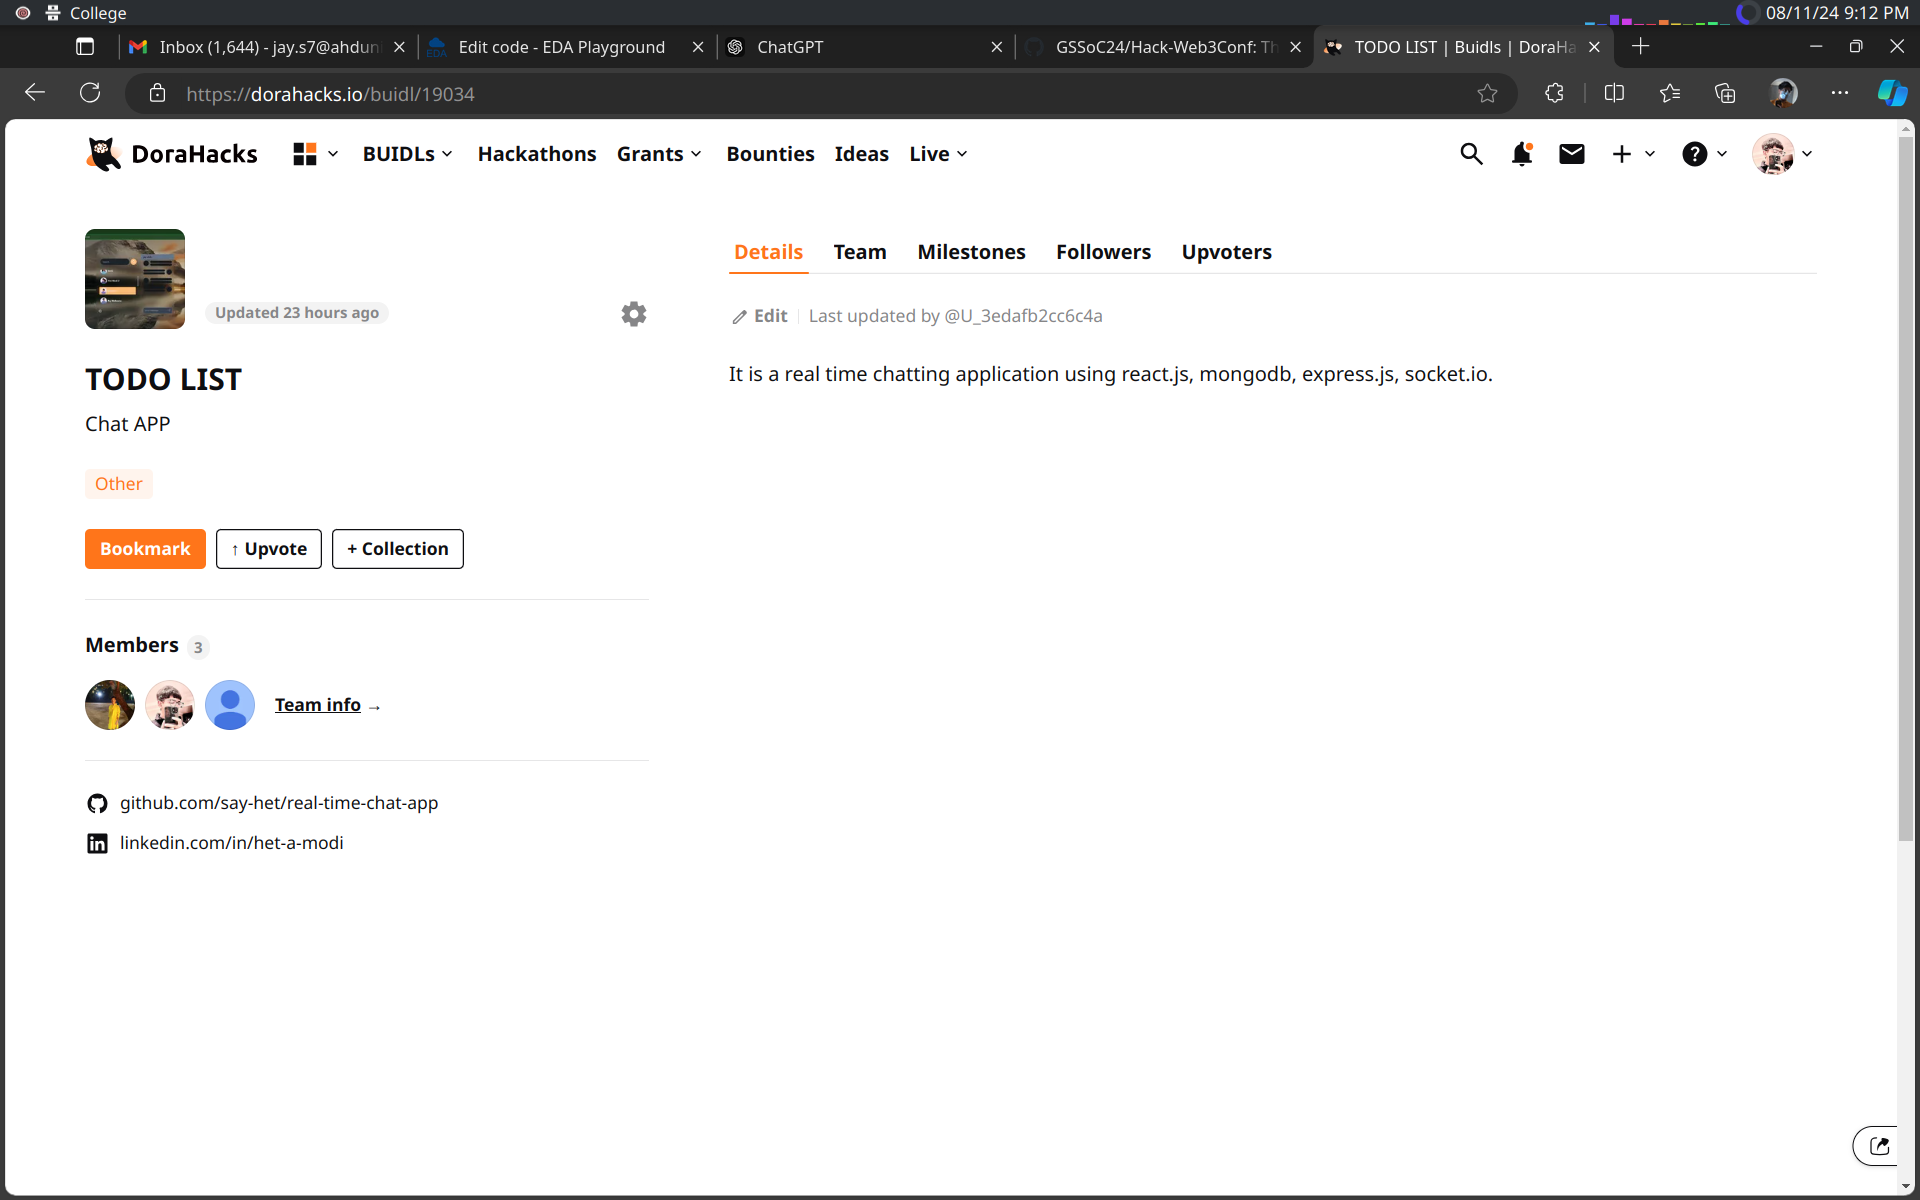 College
08/11/24 9:12 PM
Inbox (1,644) - jay.s7@ahduni
Edit code - EDA Playground
ChatGPT
GSSoC24/Hack-Web3Conf: Th
TODO LIST | Buidls | DoraHa
https://dorahacks.io/buidl/19034
DoraHacks
BUIDLs
Hackathons
Grants
Bounties
Ideas
Live
Updated 23 hours ago
TODO LIST
Chat APP
Other
Bookmark
↑ Upvote
+ Collection
Members 3
Team info →
github.com/say-het/real-time-chat-app
linkedin.com/in/het-a-modi
Details
Team
Milestones
Followers
Upvoters
Edit
Last updated by @U_3edafb2cc6c4a
It is a real time chatting application using react.js, mongodb, express.js, socket.io.